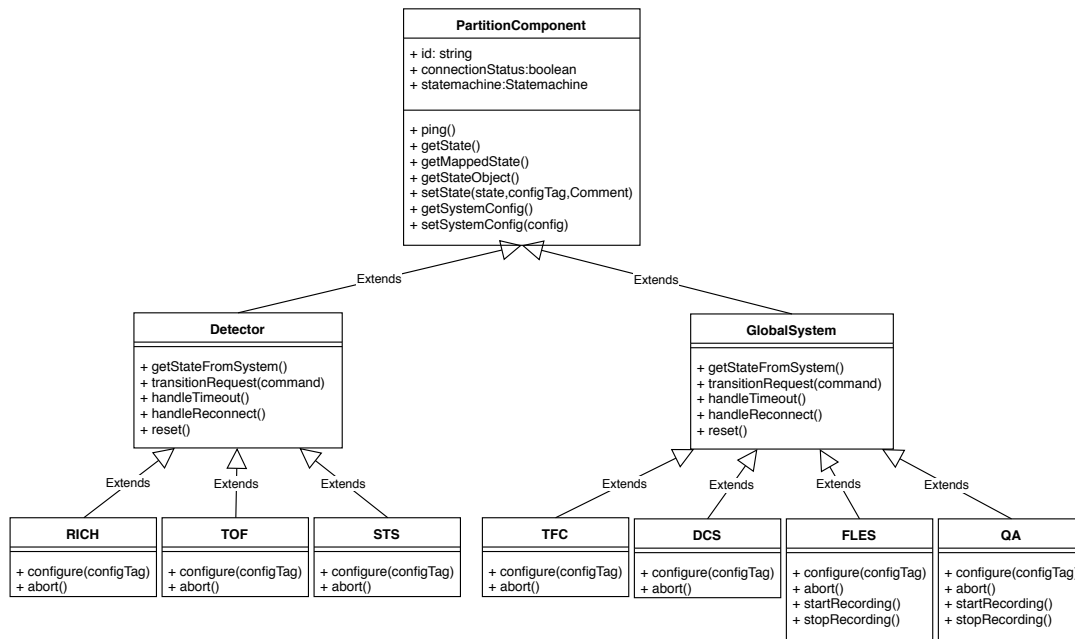 PartitionComponent
+ id: string
+ connectionStatus:boolean
+ statemachine:Statemachine
+ ping()
+ getState()
+ getMappedState()
+ getStateObject()
+ setState(state,configTag,Comment)
+ getSystemConfig()
+ setSystemConfig(config)
Extends
Extends
Detector
+ getStateFromSystem()
+ transitionRequest(command)
+ handleTimeout()
+ handleReconnect()
+ reset()
GlobalSystem
+ getStateFromSystem()
+ transitionRequest(command)
+ handleTimeout()
+ handleReconnect()
+ reset()
Extends
Extends
Extends
Extends
Extends
Extends
Extends
RICH
+ configure(configTag)
+ abort()
TOF
+ configure(configTag)
+ abort()
STS
+ configure(configTag)
+ abort()
TFC
+ configure(configTag)
+ abort()
DCS
+ configure(configTag)
+ abort()
FLES
+ configure(configTag)
+ abort()
+ startRecording()
+ stopRecording()
QA
+ configure(configTag)
+ abort()
+ startRecording()
+ stopRecording()